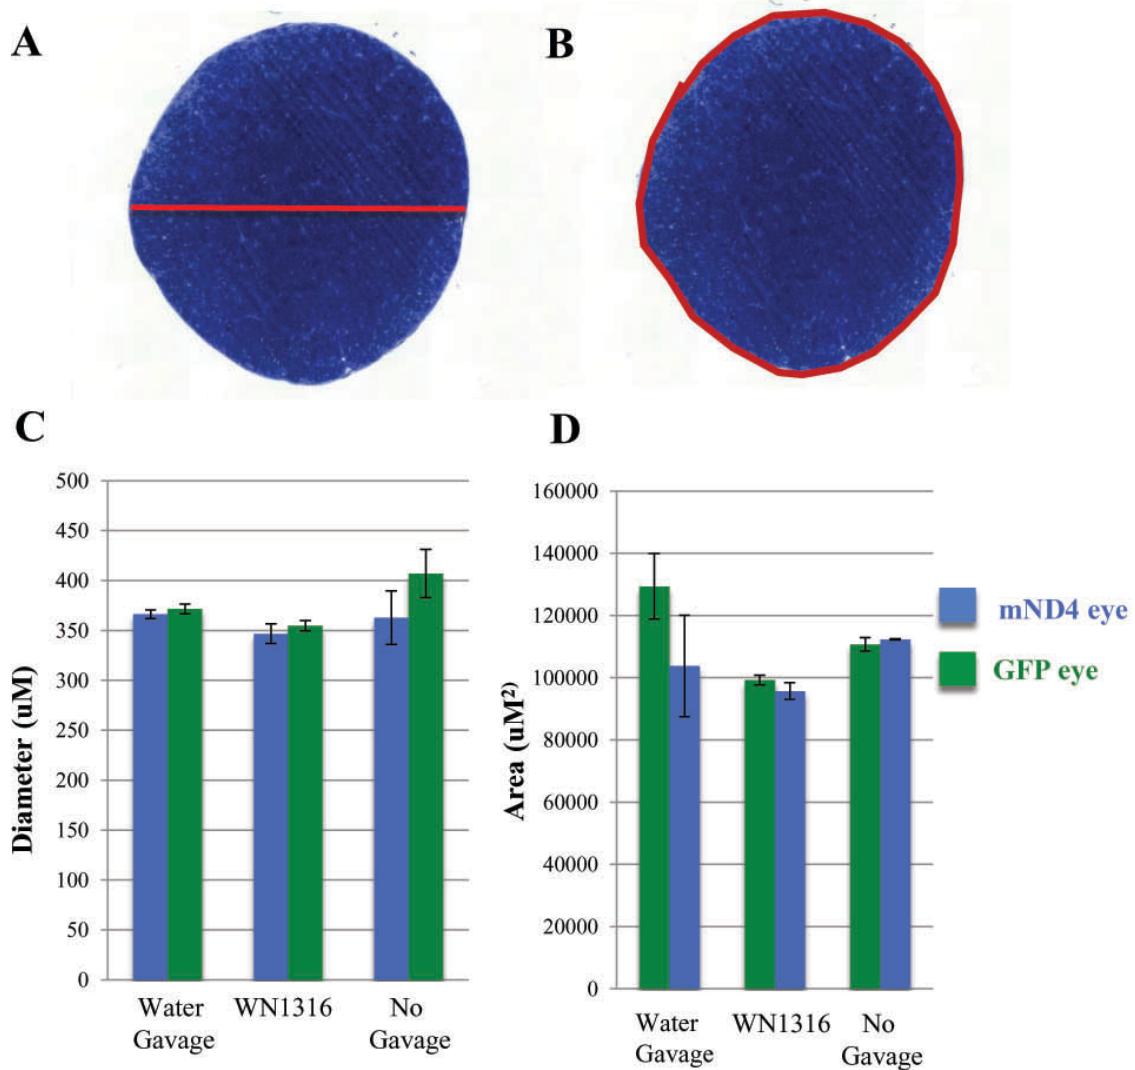 A
B
C
D
Diameter (uM)
500
450
400
350
300
250
200
150
100
50
0
Water
Gavage
WN1316
No
Gavage
Area (uM²)
160000
140000
120000
100000
80000
60000
40000
20000
0
Water
Gavage
WN1316
No
Gavage
mND4 eye
GFP eye